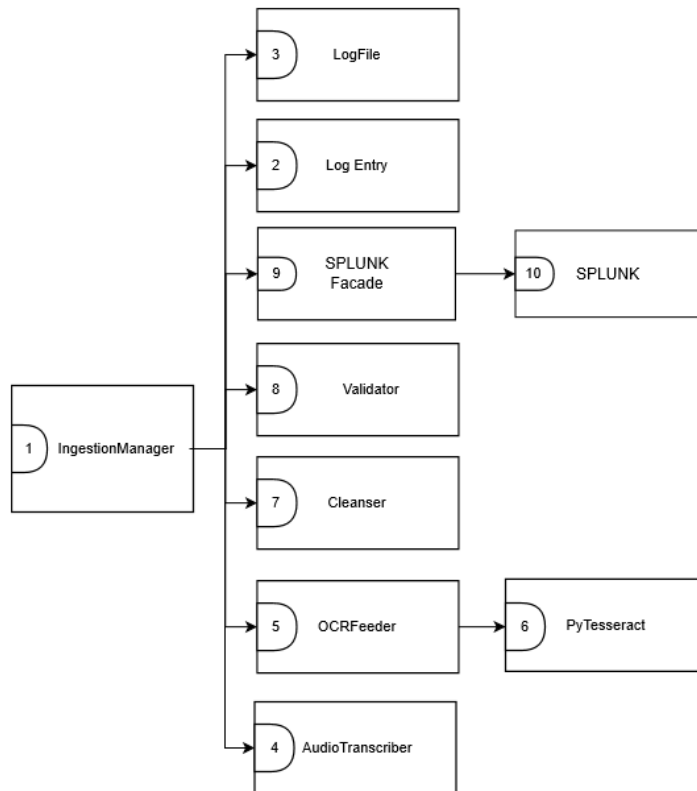 3 LogFile
2 Log Entry
9 SPLUNK
Facade
10 SPLUNK
8 Validator
1 IngestionManager
7 Cleanser
5 OCRFeeder
6 PyTesseract
4 AudioTranscriber